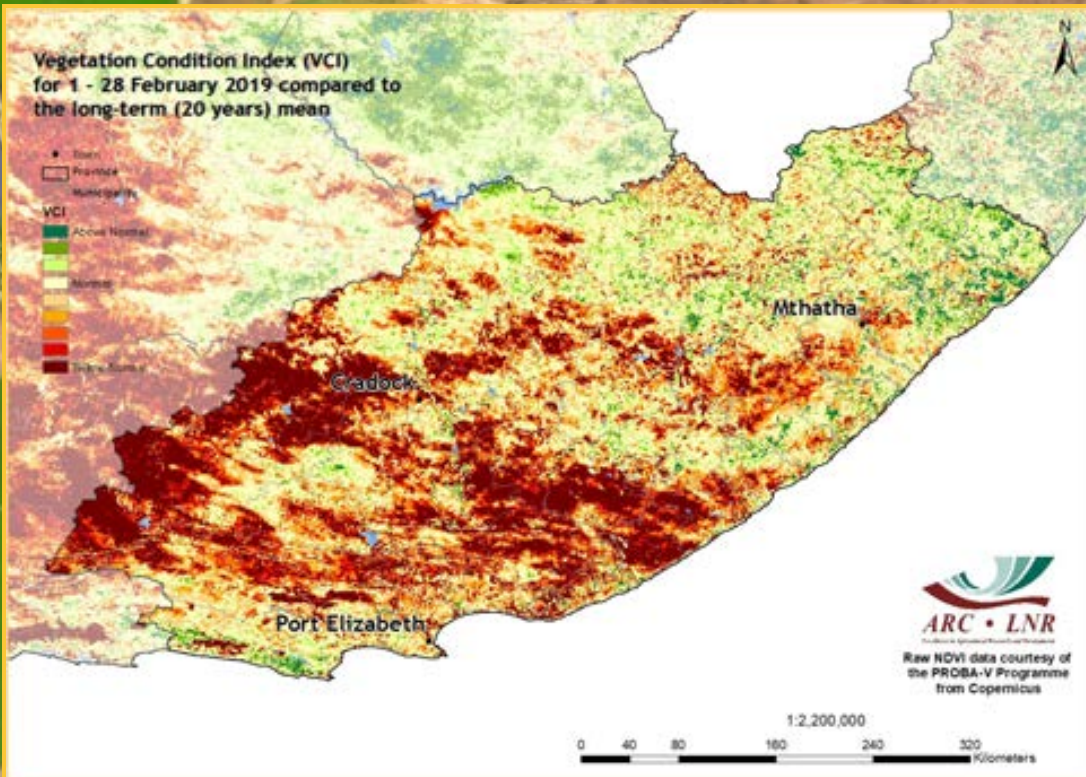 Vegetation Condition Index (VCI)
for 1 - 28 February 2019 compared to
the long-term (20 years) mean
N
Town
Province
Municipality
VCI
Above Normal
Normal
Below Normal
Mthatha
Cradock
Port Elizabeth
ARC • LNR
Raw NDVI data courtesy of
the PROBA-V Programme
from Copernicus
1:2,200,000
0 40 80 160 240 320
Kilometers